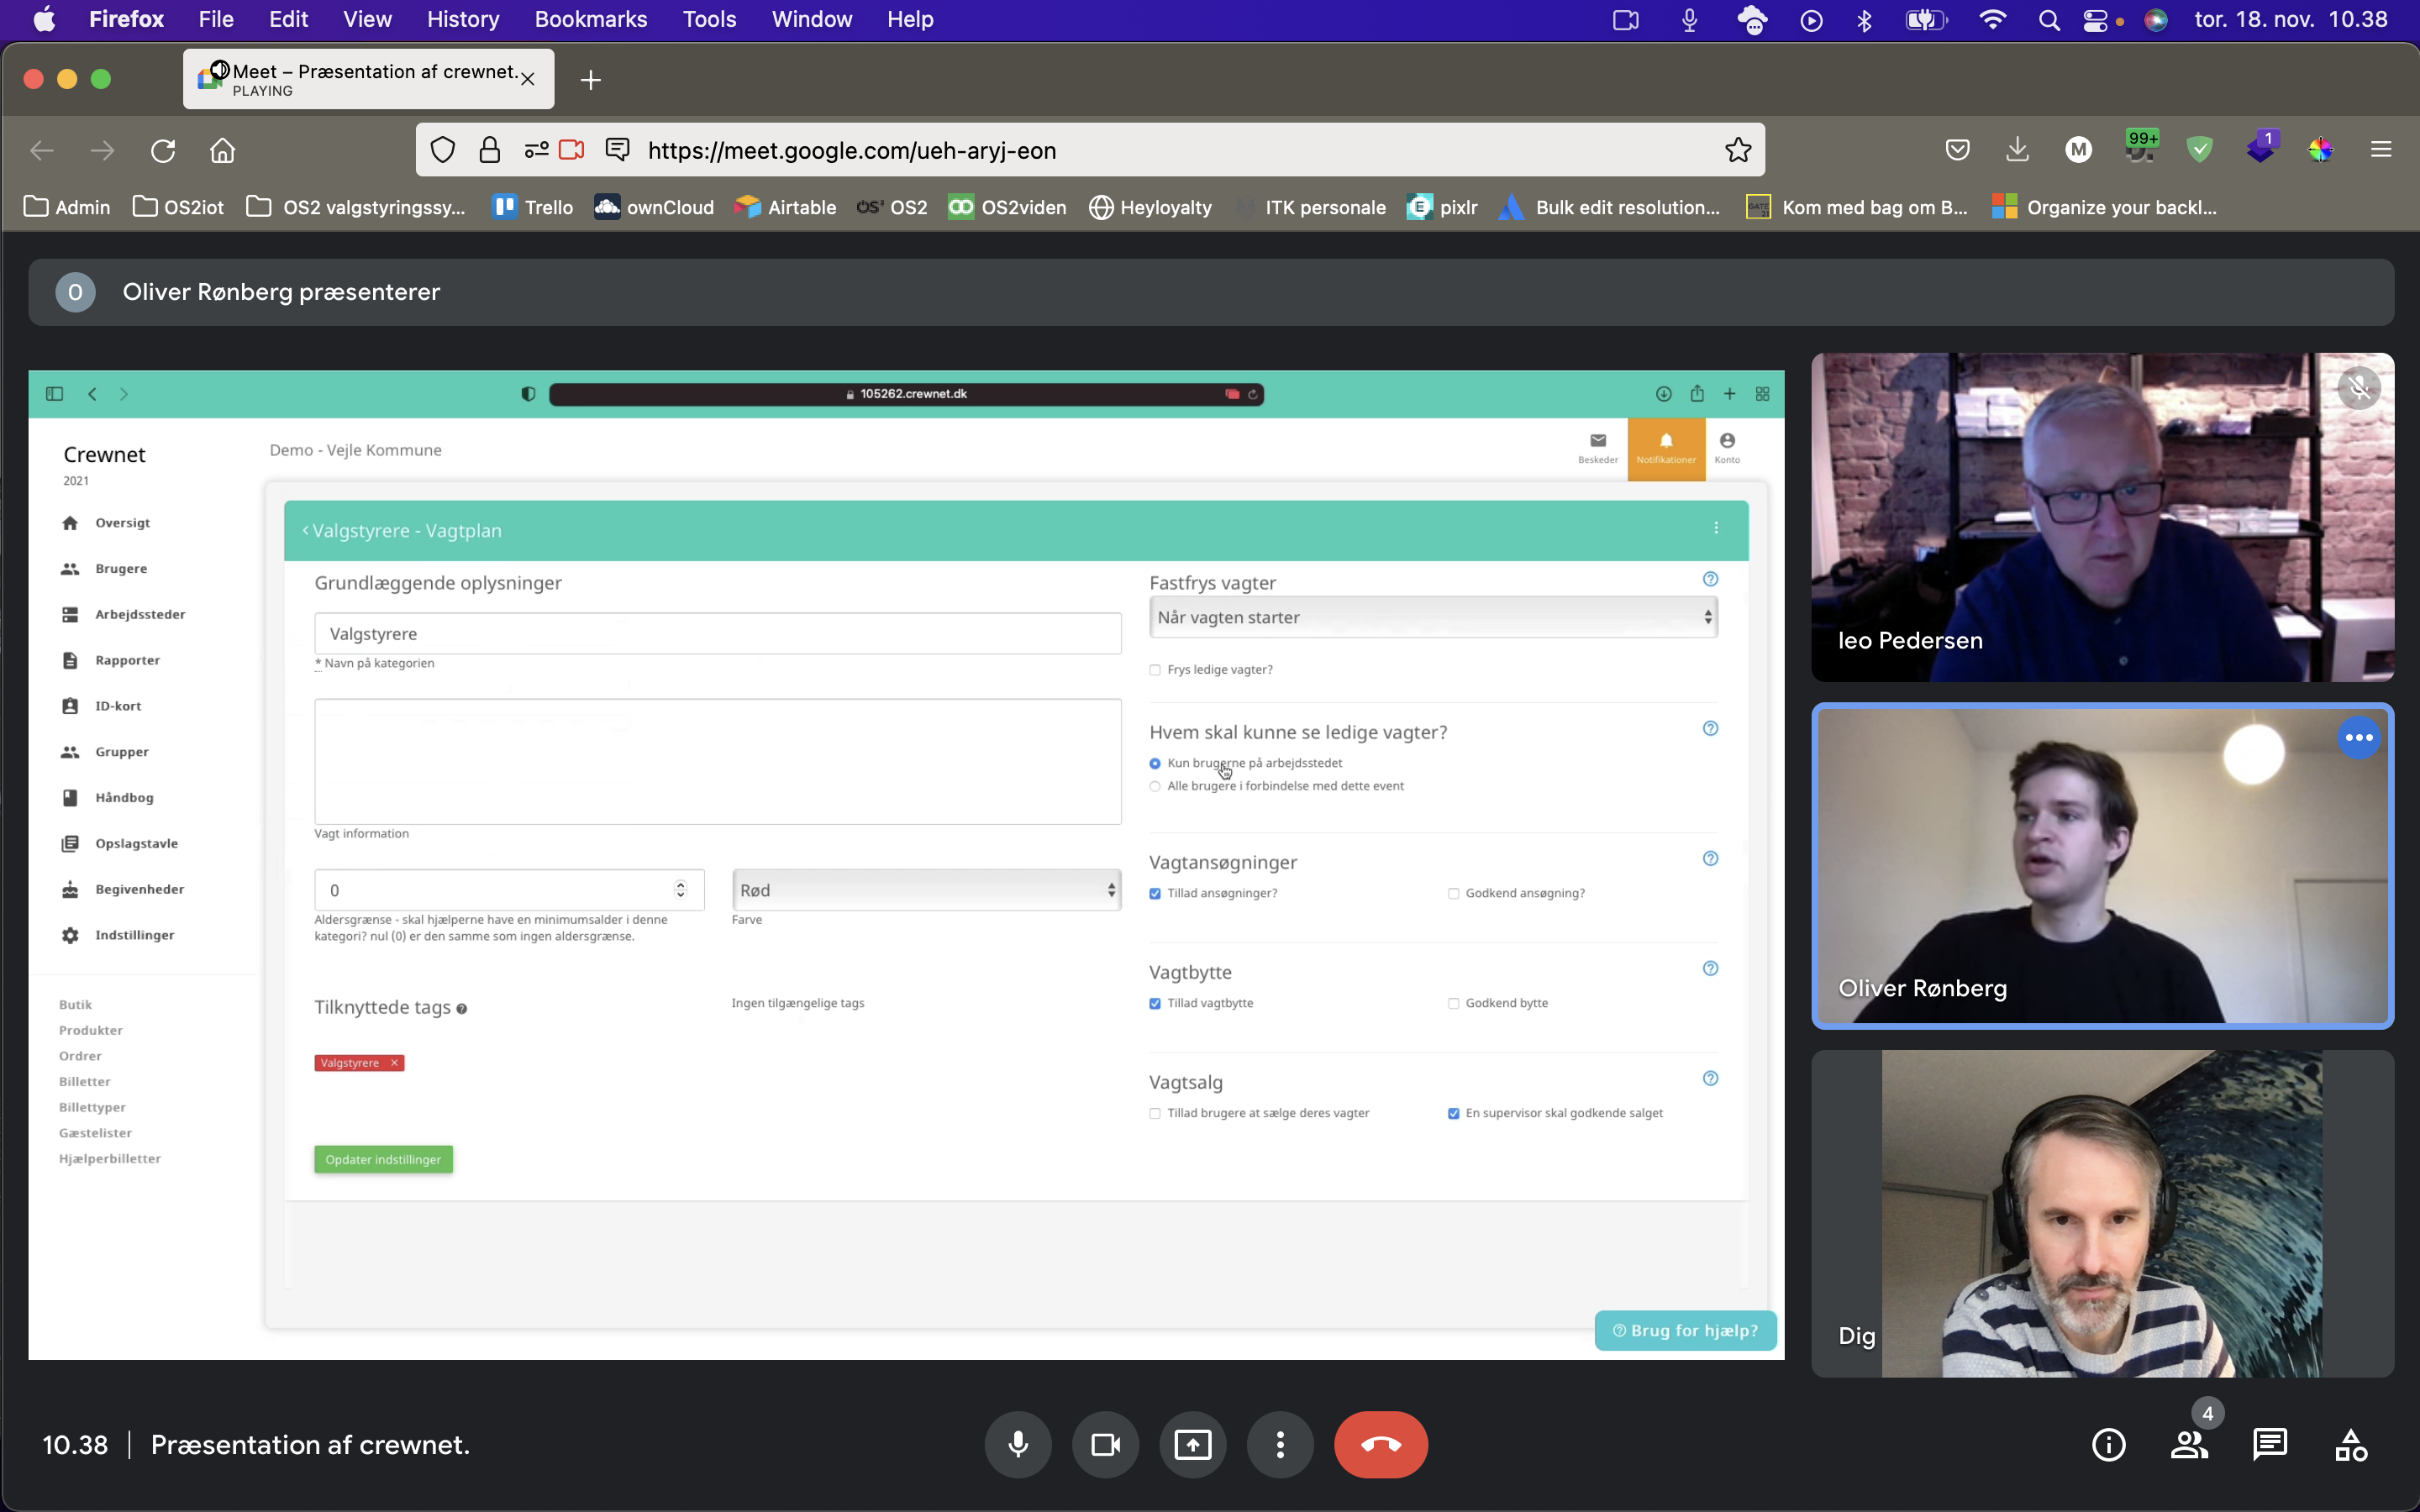 Firefox File Edit View History Bookmarks Tools Window Help
tor. 18. nov. 10.38
Meet – Præsentation af crewnet.
PLAYING
https://meet.google.com/ueh-aryj-eon
99+
1
M
Admin OS2iot OS2 valgstyringssy... Trello ownCloud Airtable OS2 OS2viden Heyloyalty ITK personale pixlr Bulk edit resolution... Kom med bag om B... Organize your backl...
O Oliver Rønberg præsenterer
105262.crewnet.dk
Crewnet
2021
Demo - Vejle Kommune
Beskeder
Notifikationer
Konto
Oversigt
Brugere
Arbejdssteder
Rapporter
ID-kort
Grupper
Håndbog
Opslagstavle
Begivenheder
Indstillinger
Butik
Produkter
Ordrer
Billetter
Billettyper
Gæstelister
Hjælperbilletter
Valgstyrere - Vagtplan
Grundlæggende oplysninger
Valgstyrere
* Navn på kategorien
Vagt information
0
Aldersgrænse - skal hjælperne have en minimumsalder i denne
kategori? nul (0) er den samme som ingen aldersgrænse.
Rød
Farve
Tilknyttede tags
Ingen tilgængelige tags
Valgstyrere ×
Opdater indstillinger
Fastfrys vagter
Når vagten starter
Frys ledige vagter?
Hvem skal kunne se ledige vagter?
Kun brugerne på arbejdsstedet
Alle brugere i forbindelse med dette event
Vagtansøgninger
Tillad ansøgninger?
Godkend ansøgning?
Vagtbytte
Tillad vagtbytte
Godkend bytte
Vagtsalg
Tillad brugere at sælge deres vagter
En supervisor skal godkende salget
Brug for hjælp?
leo Pedersen
Oliver Rønberg
Dig
10.38 | Præsentation af crewnet.
4